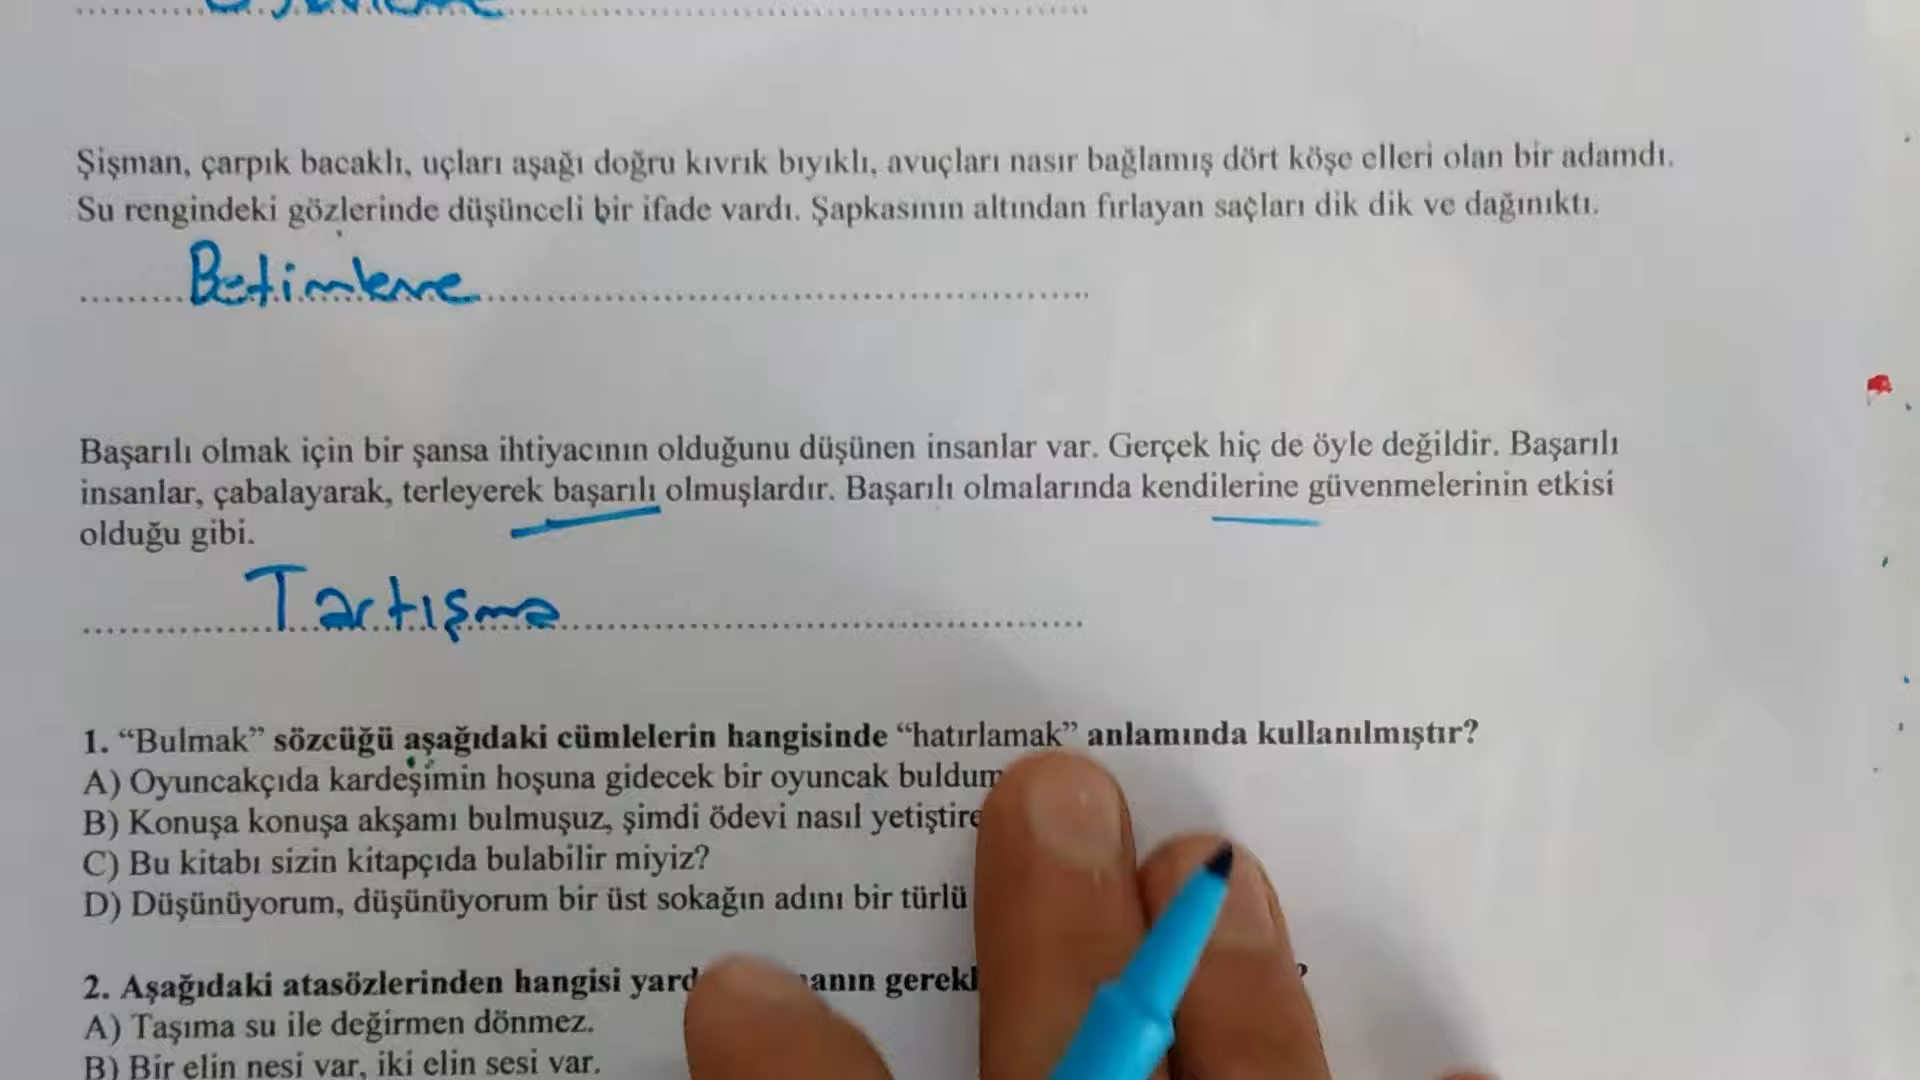 Şişman, çarpık bacaklı, uçları aşağı doğru kıvrık bıyıklı, avuçları nasır bağlamış dört köşe elleri olan bir adamdı.
Su rengindeki gözlerinde düşünceli bir ifade vardı. Şapkasının altından fırlayan saçları dik dik ve dağınıktı.
Betimleme
Başarılı olmak için bir şansa ihtiyacının olduğunu düşünen insanlar var. Gerçek hiç de öyle değildir. Başarılı
insanlar, çabalayarak, terleyerek başarılı olmuşlardır. Başarılı olmalarında kendilerine güvenmelerinin etkisi
olduğu gibi.
Tartışma
1. “Bulmak” sözcüğü aşağıdaki cümlelerin hangisinde “hatırlamak” anlamında kullanılmıştır?
A) Oyuncakçıda kardeşimin hoşuna gidecek bir oyuncak buldum
B) Konuşa konuşa akşamı bulmuşuz, şimdi ödevi nasıl
C) Bu kitabı sizin kitapçıda bulabilir miyiz?
D) Düşünüyorum, düşünüyorum bir üst sokağın adını bir türlü
2. Aşağıdaki atasözlerinden hangisi
A) Taşıma su ile değirmen dönmez.
B) Bir elin nesi var, iki elin sesi var.